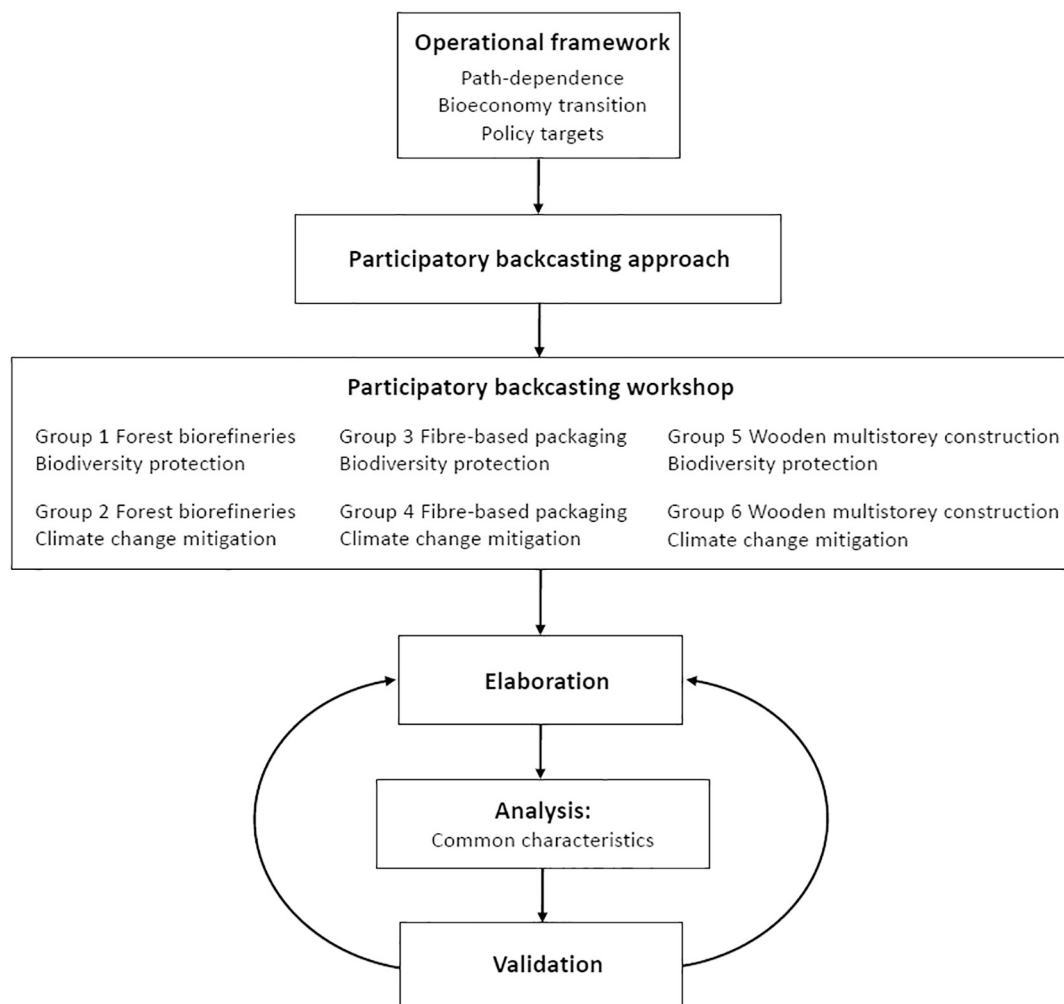 Operational framework
Path-dependence
Bioeconomy transition
Policy targets
Participatory backcasting approach
Participatory backcasting workshop
Group 1 Forest biorefineries
Biodiversity protection
Group 2 Forest biorefineries
Climate change mitigation
Group 3 Fibre-based packaging
Biodiversity protection
Group 4 Fibre-based packaging
Climate change mitigation
Group 5 Wooden multistorey construction
Biodiversity protection
Group 6 Wooden multistorey construction
Climate change mitigation
Elaboration
Analysis:
Common characteristics
Validation